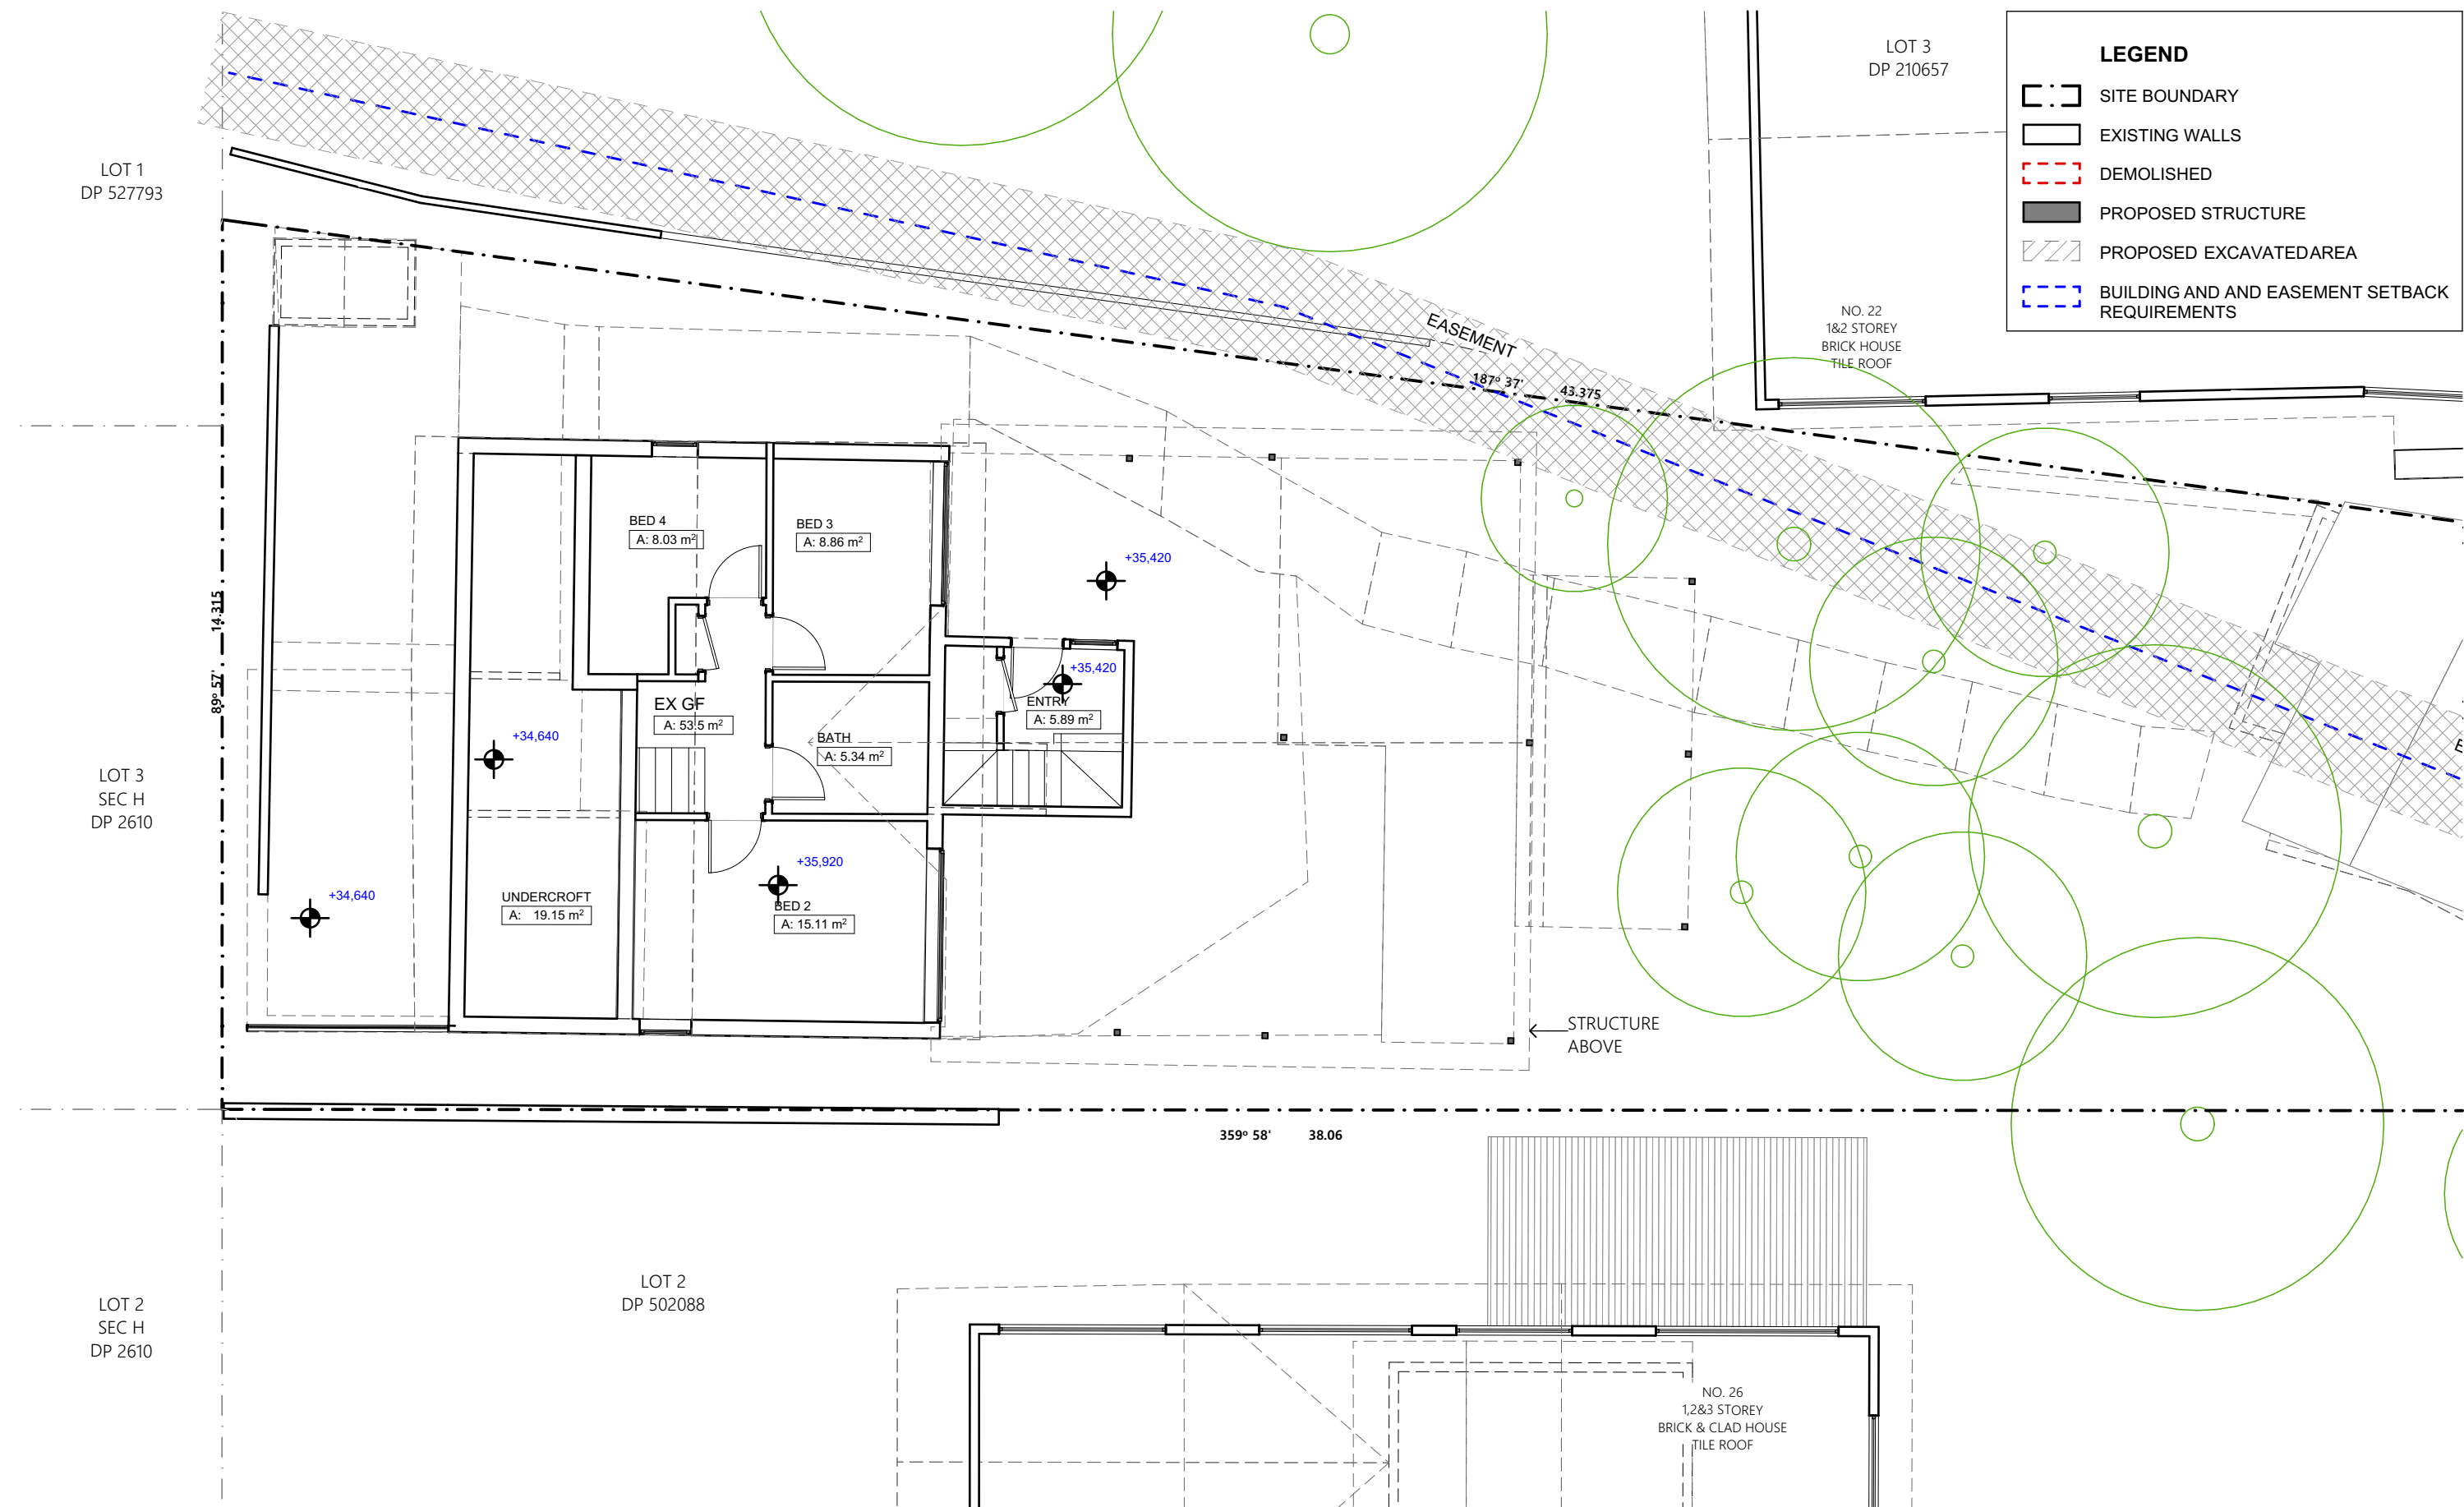 LOT 3
DP 210657
LEGEND
SITE BOUNDARY
EXISTING WALLS
DEMOLISHED
PROPOSED STRUCTURE
PROPOSED EXCAVATED AREA
BUILDING AND AND EASEMENT SETBACK
REQUIREMENTS
LOT 1
DP 527793
NO. 22
1&2 STOREY
BRICK HOUSE
TILE ROOF
EASEMENT
187º 37'
43.375
BED 4
A: 8.03 m²
BED 3
A: 8.86 m²
+35,420
89º 57'
14.315
+35,420
ENTRY
A: 5.89 m²
EX GF
A: 53.5 m²
+34,640
BATH
A: 5.34 m²
LOT 3
SEC H
DP 2610
+35,920
+34,640
UNDERCROFT
A: 19.15 m²
BED 2
A: 15.11 m²
STRUCTURE
ABOVE
359º 58'
38.06
LOT 2
SEC H
DP 2610
LOT 2
DP 502088
NO. 26
1,2&3 STOREY
BRICK & CLAD HOUSE
TILE ROOF